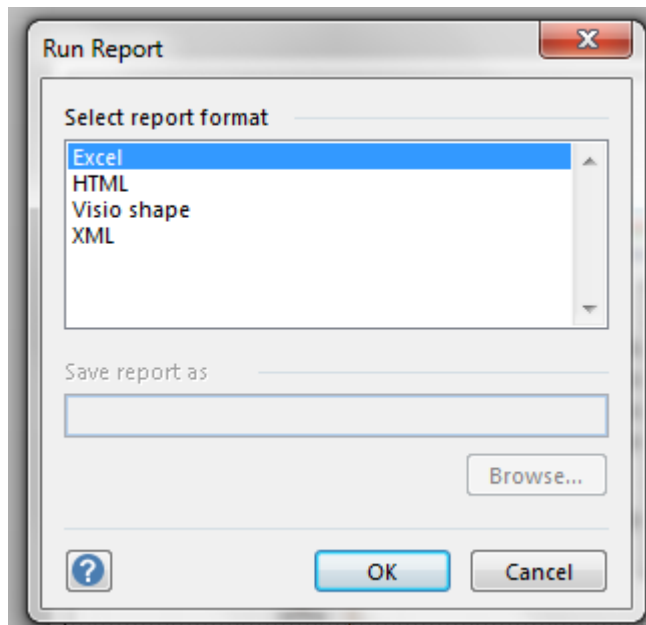 Run Report
Select report format
Excel
HTML
Visio shape
XML
Save report as
Browse...
OK
Cancel